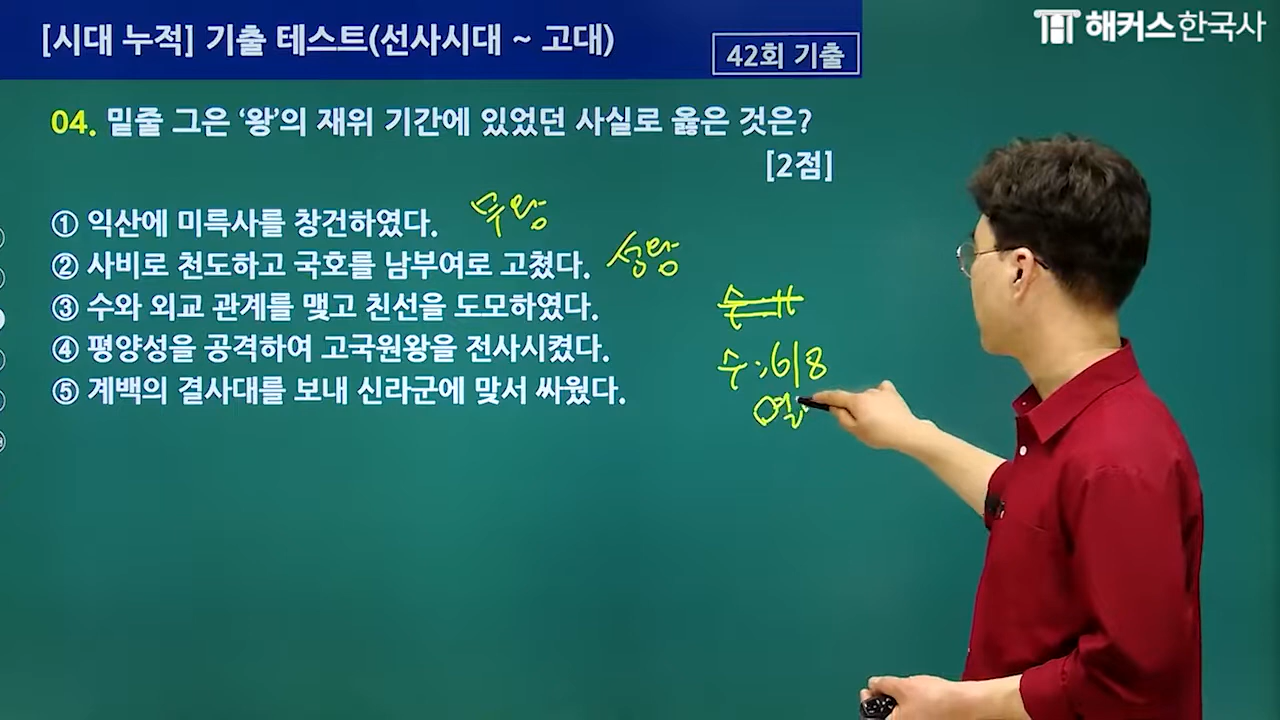 [시대 누적] 기출 테스트(선사시대 ~ 고대)
42회 기출
해커스한국사
04. 밑줄 그은 ‘왕’의 재위 기간에 있었던 사실로 옳은 것은?
[2점]
① 익산에 미륵사를 창건하였다. 무왕
② 사비로 천도하고 국호를 남부여로 고쳤다. 성왕
③ 수와 외교 관계를 맺고 친선을 도모하였다.
④ 평양성을 공격하여 고국원왕을 전사시켰다.
수:618
⑤ 계백의 결사대를 보내 신라군에 맞서 싸웠다.